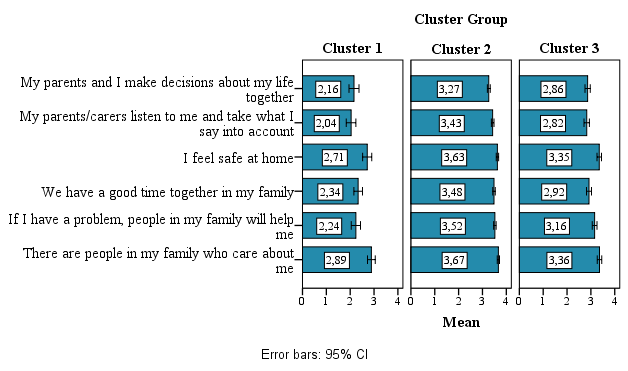 Cluster Group
Cluster 1 Cluster 2 Cluster 3
My parents and I make decisions about my life
together
2,16 3,27 2,86
My parents/carers listen to me and take what I
say into account
2,04 3,43 2,82
I feel safe at home
2,71 3,63 3,35
We have a good time together in my family
2,34 3,48 2,92
If I have a problem, people in my family will help
me
2,24 3,52 3,16
There are people in my family who care about
me
2,89 3,67 3,36
0 1 2 3 4 0 1 2 3 4 0 1 2 3 4
Mean
Error bars: 95% CI